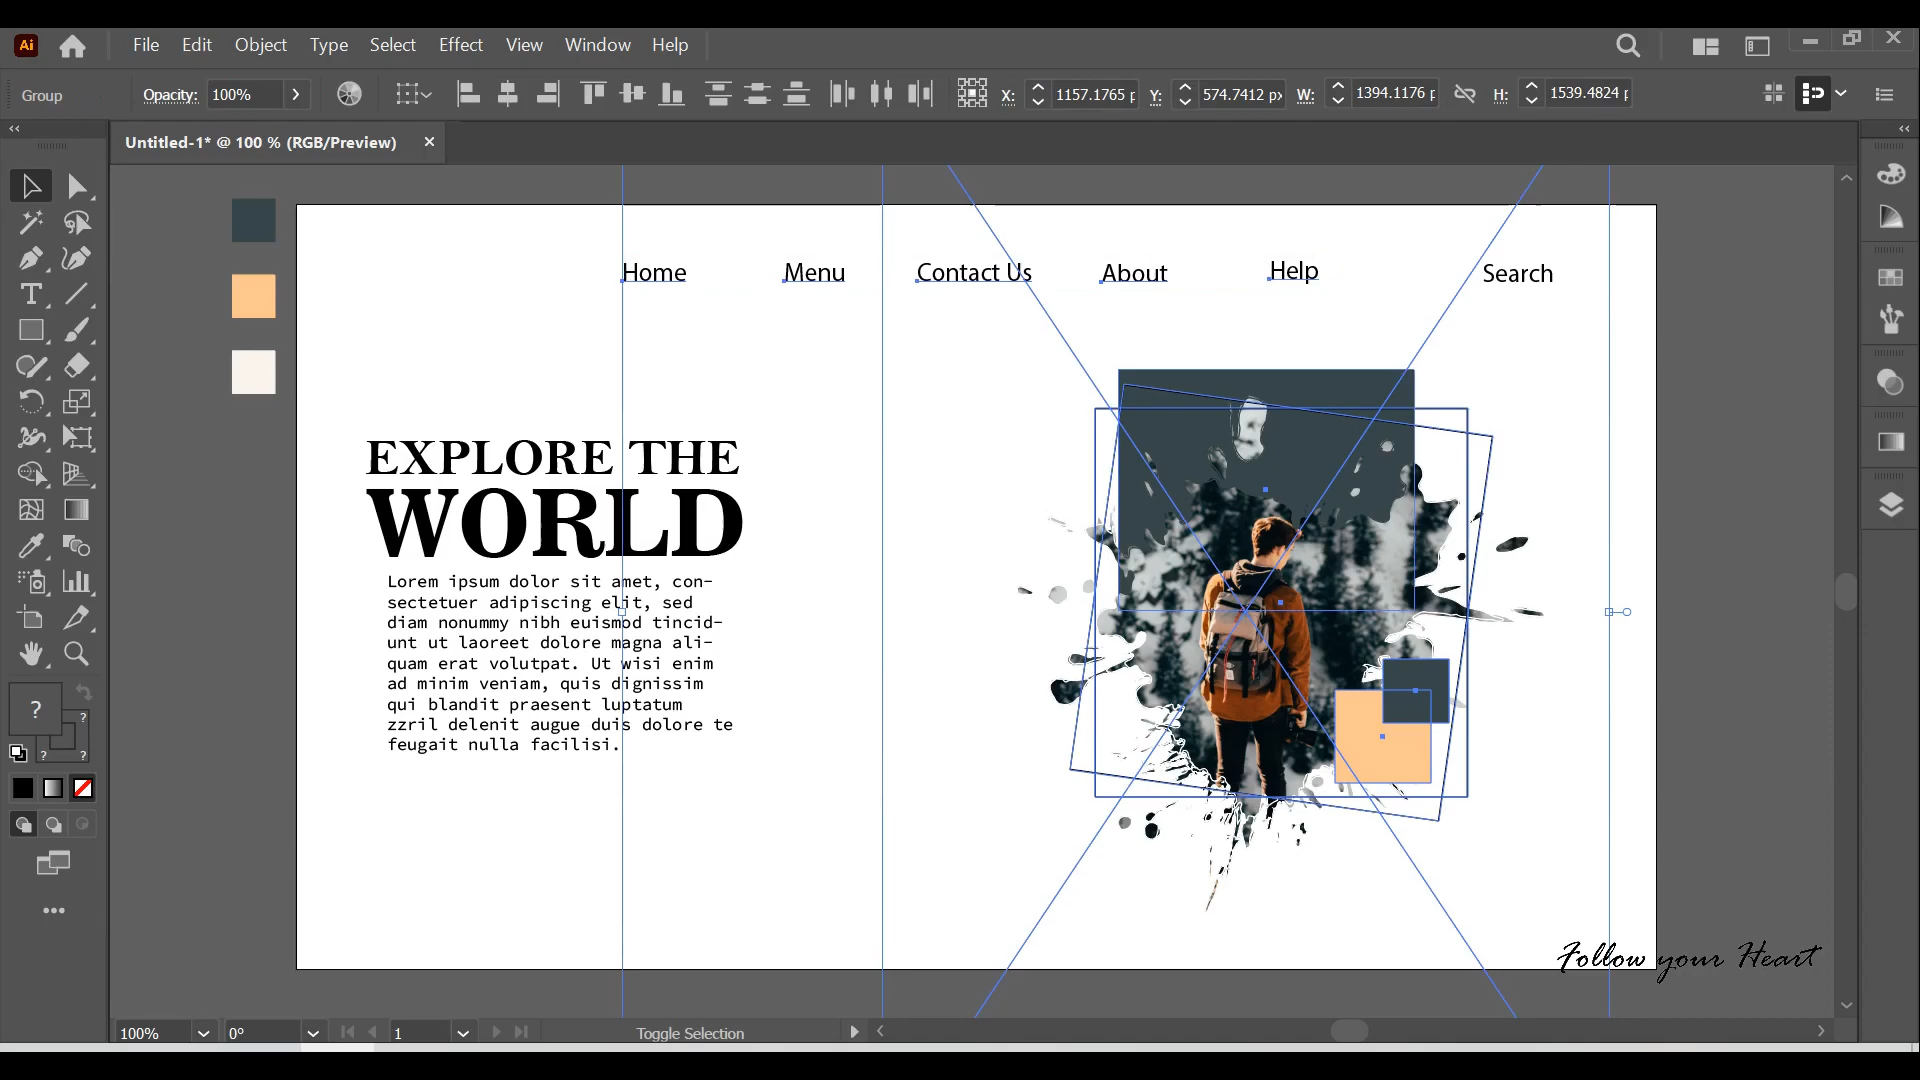 Ai File Edit Object Type Select Effect View Window Help
Group Opacity: 100% X: 1157.1765 p Y: 574.7412 px W: 1394.1176 p H: 1539.4824 p
Untitled-1* @ 100 % (RGB/Preview)
Home Menu Contact Us About Help Search
EXPLORE THE
WORLD
Lorem ipsum dolor sit amet, con-
sectetuer adipiscing elit, sed
diam nonummy nibh euismod tincid-
unt ut laoreet dolore magna ali-
quam erat volutpat. Ut wisi enim
ad minim veniam, quis dignissim
qui blandit praesent luptatum
zzril delenit augue duis dolore te
feugait nulla facilisi.
Follow your Heart
? ? ? ?
100% 0° 1 Toggle Selection